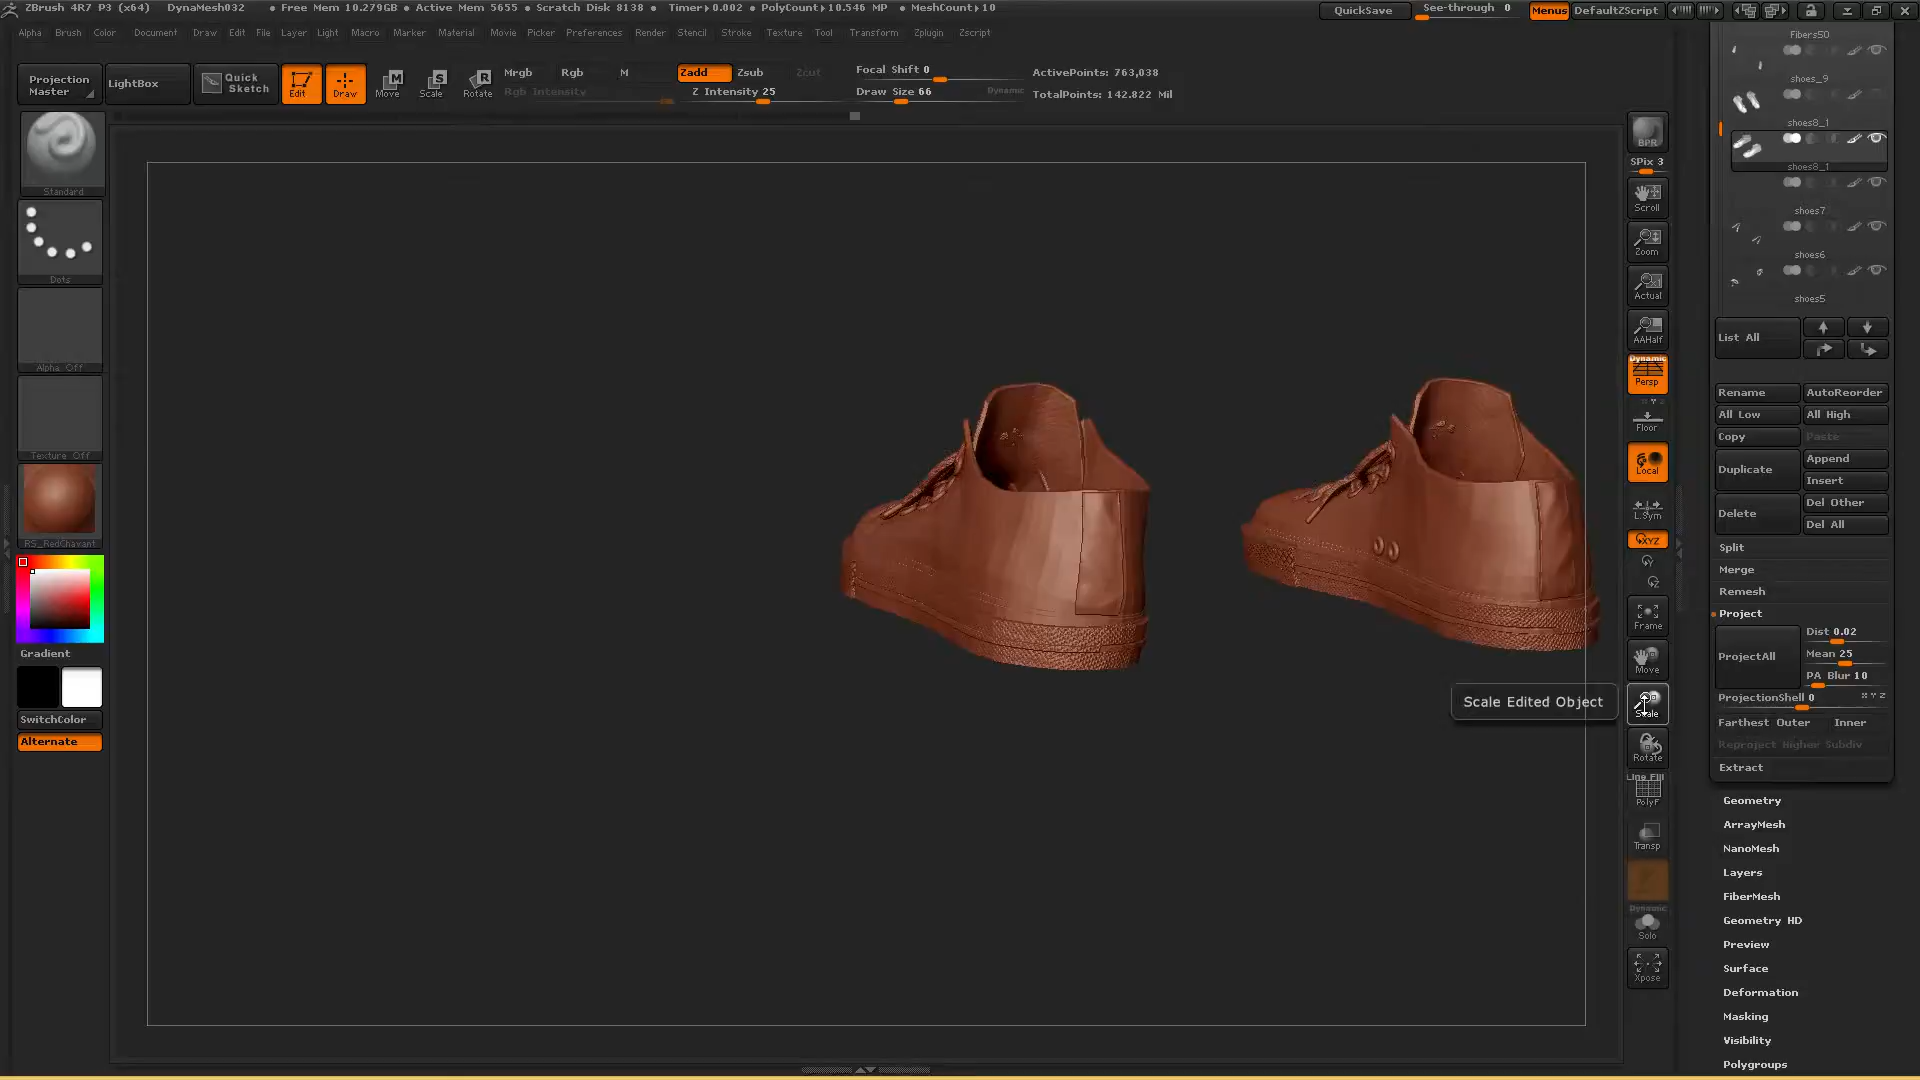 ZBrush 4R7 P3 (x64) DynaMesh032 • Free Mem 10.279GB • Active Mem 5655 • Scratch Disk 8138 • Timer▸0.002 • PolyCount▸10.546 MP • MeshCount▸10 QuickSave See-through 0 Menus DefaultZScript
Alpha Brush Color Document Draw Edit File Layer Light Macro Marker Material Movie Picker Preferences Render Stencil Stroke Texture Tool Transform Zplugin Zscript
Projection Master
LightBox
Quick Sketch
Edit
Draw
Move
Scale
Rotate
Mrgb Rgb M
Rgb Intensity
Zadd Zsub Zcut
Z Intensity 25
Focal Shift 0
Draw Size 66
Dynamic
ActivePoints: 763,038
TotalPoints: 142.822 Mil
Standard
Dots
Alpha Off
Texture Off
RS_RedChavant
Gradient
SwitchColor
Alternate
BPR
SPix 3
Scroll
Zoom
Actual
AAHalf
Dynamic
Persp
Floor
Local
L.Sym
XYZ
Frame
Move
Scale
Scale Edited Object
Rotate
Line Fill
PolyF
Transp
Dynamic
Solo
Xpose
Fibers50
shoes_9
shoes8_1
shoes8_1
shoes7
shoes6
shoes5
List All
Rename AutoReorder
All Low All High
Copy Paste
Duplicate Append
Insert
Delete Del Other
Del All
Split
Merge
Remesh
Project
ProjectAll Dist 0.02
Mean 25
PA Blur 10
ProjectionShell 0 X Y Z
Farthest Outer Inner
Reproject Higher Subdiv
Extract
Geometry
ArrayMesh
NanoMesh
Layers
FiberMesh
Geometry HD
Preview
Surface
Deformation
Masking
Visibility
Polygroups